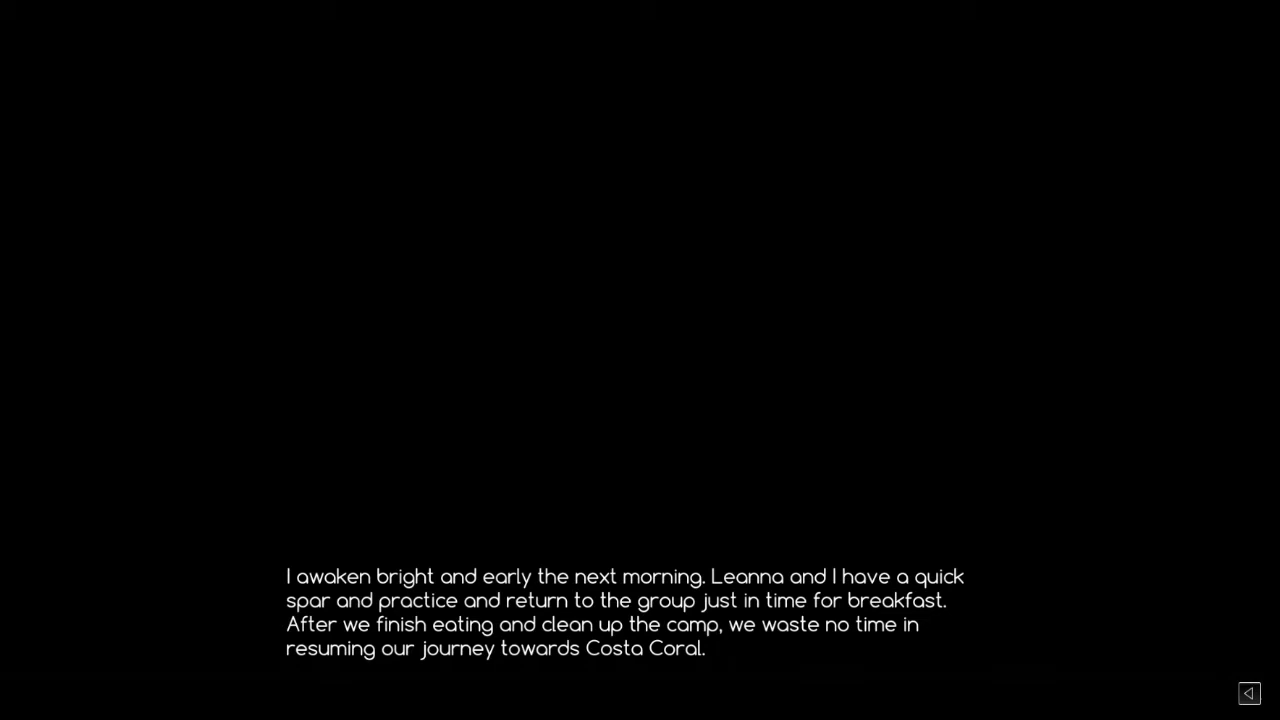 I awaken bright and early the next morning. Leanna and I have a quick
spar and practice and return to the group just in time for breakfast.
After we finish eating and clean up the camp, we waste no time in
resuming our journey towards Costa Coral.